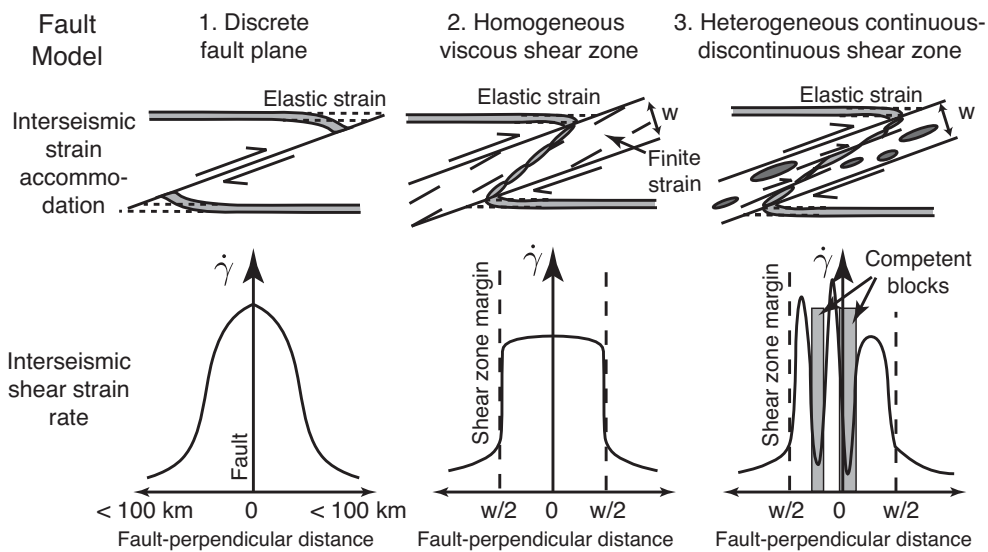 Fault
Model
1. Discrete
fault plane
2. Homogeneous
viscous shear zone
3. Heterogeneous continuous-
discontinuous shear zone
Interseismic
strain
accommo-
dation
Elastic strain
Elastic strain
w
Finite
strain
Elastic strain
w
Interseismic
shear strain
rate
γ̇
Fault
< 100 km 0 < 100 km
Fault-perpendicular distance
γ̇
Shear zone margin
w/2 0 w/2
Fault-perpendicular distance
γ̇
Competent
blocks
Shear zone margin
w/2 0 w/2
Fault-perpendicular distance